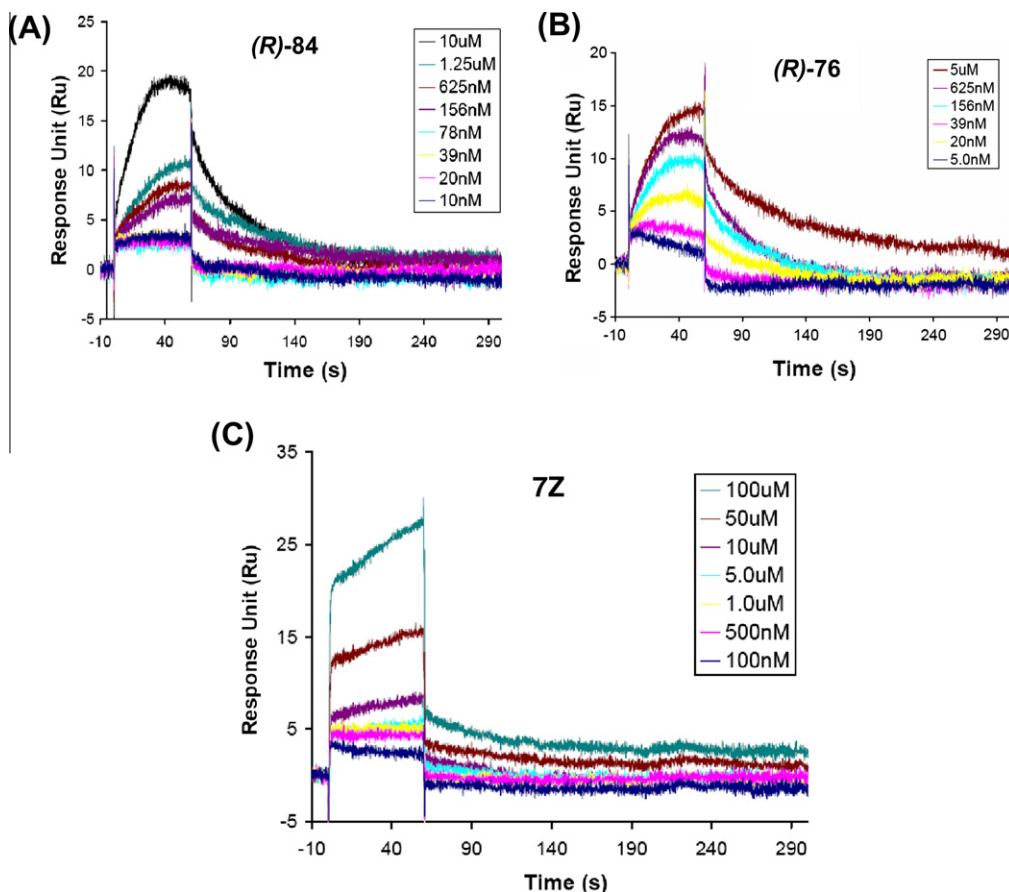 (A)
(R)-84
Response Unit (Ru)
25
20
15
10
5
0
-5
-10 40 90 140 190 240 290
Time (s)
10uM
1.25uM
625nM
156nM
78nM
39nM
20nM
10nM
(B)
(R)-76
Response Unit (Ru)
20
15
10
5
0
-5
-10 40 90 140 190 240 290
Time (s)
5uM
625nM
156nM
39nM
20nM
5.0nM
(C)
7Z
Response Unit (Ru)
35
25
15
5
-5
-10 40 90 140 190 240 300
Time (s)
100uM
50uM
10uM
5.0uM
1.0uM
500nM
100nM